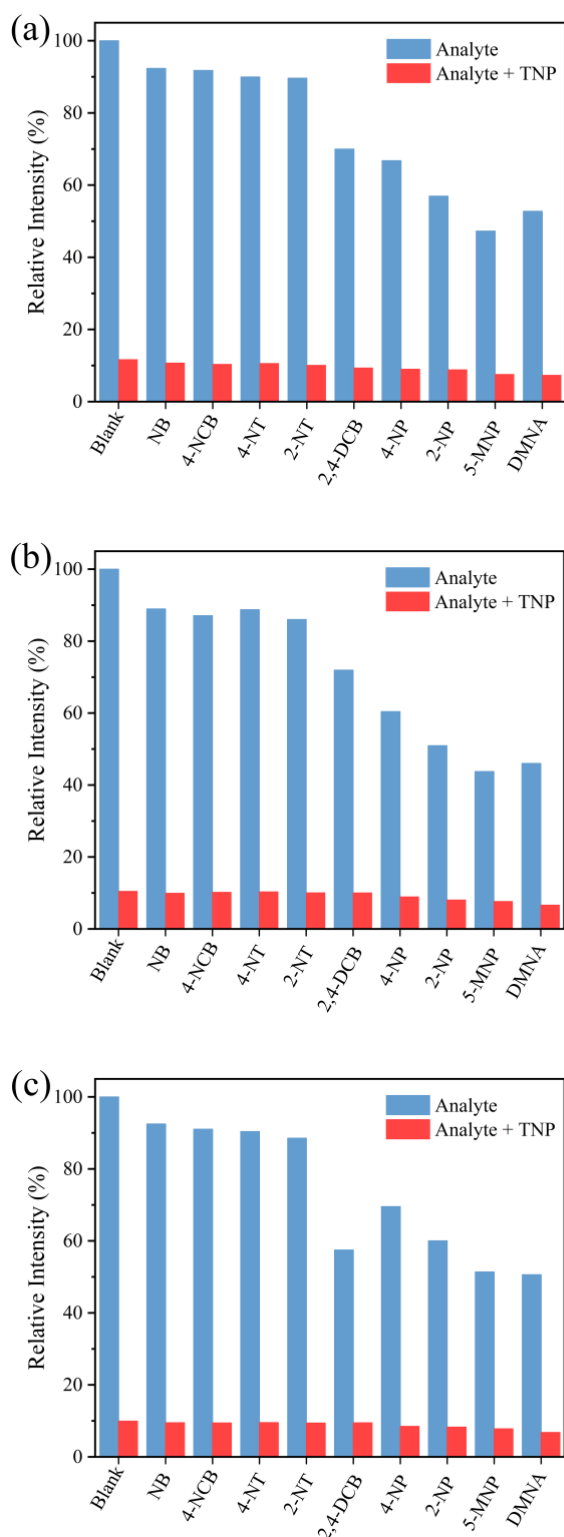 (a)
Relative Intensity (%)
100
80
60
40
20
0
Analyte
Analyte + TNP
Blank
NB
4-NCB
4-NT
2-NT
2,4-DCB
4-NP
2-NP
5-MNP
DMNA
(b)
Relative Intensity (%)
100
80
60
40
20
0
Analyte
Analyte + TNP
Blank
NB
4-NCB
4-NT
2-NT
2,4-DCB
4-NP
2-NP
5-MNP
DMNA
(c)
Relative Intensity (%)
100
80
60
40
20
0
Analyte
Analyte + TNP
Blank
NB
4-NCB
4-NT
2-NT
2,4-DCB
4-NP
2-NP
5-MNP
DMNA